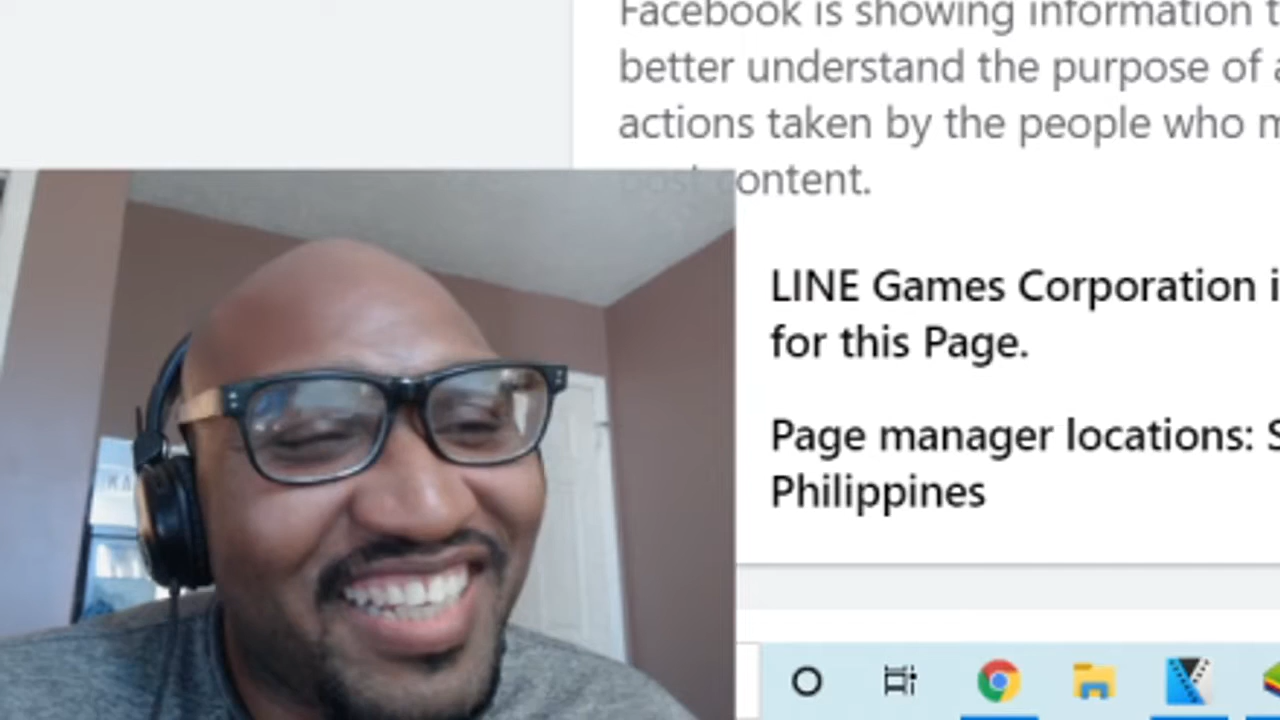 Facebook is showing information
better understand the purpose of
actions taken by the people who
content.
LINE Games Corporation
for this Page.
Page manager locations:
Philippines